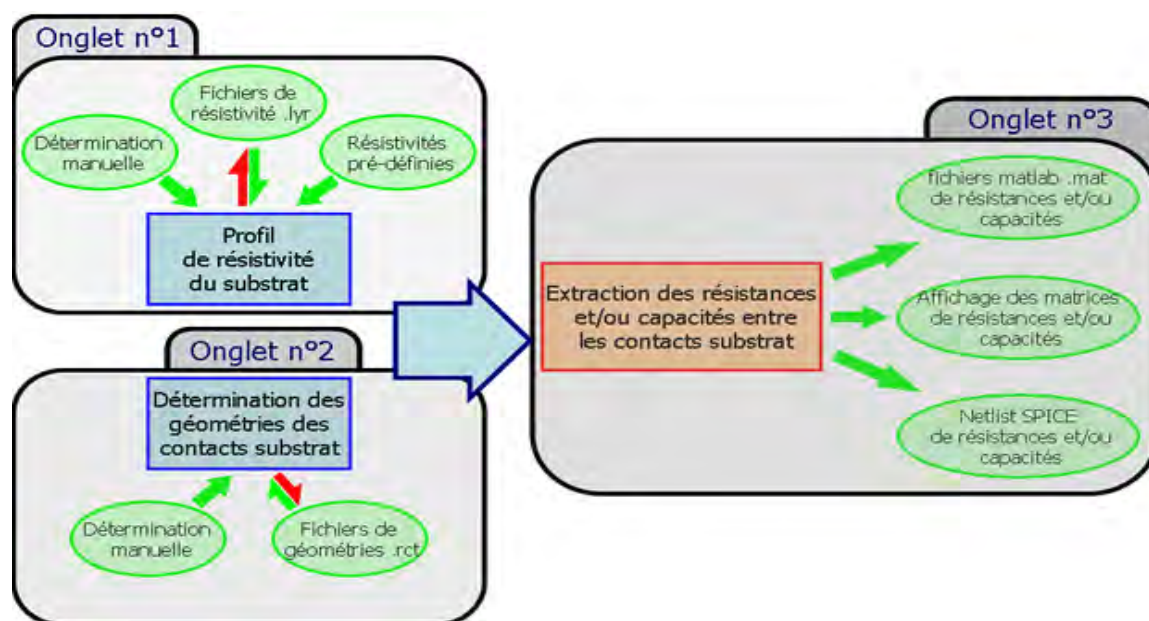 Onglet n°1
Fichiers de
résistivité .lyr
Détermination
manuelle
Résistivités
pré-définies
Profil
de résistivité
du substrat
Onglet n°2
Détermination des
géométries des
contacts substrat
Détermination
manuelle
Fichiers de
géométries .rct
Onglet n°3
Extraction des résistances
et/ou capacités entre
les contacts substrat
fichiers matlab .mat
de résistances et/ou
capacités
Affichage des matrices
de résistances et/ou
capacités
Netlist SPICE
de résistances et/ou
capacités